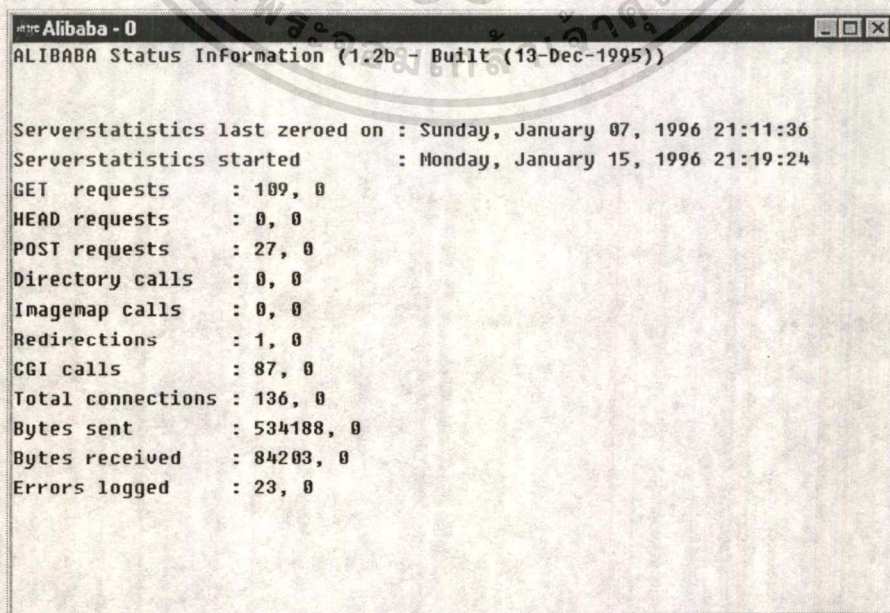 Alibaba - 0
ALIBABA Status Information (1.2b - Built (13-Dec-1995))
Serverstatistics last zeroed on : Sunday, January 07, 1996 21:11:36
Serverstatistics started : Monday, January 15, 1996 21:19:24
GET requests : 109, 0
HEAD requests : 0, 0
POST requests : 27, 0
Directory calls : 0, 0
Imagemap calls : 0, 0
Redirections : 1, 0
CGI calls : 87, 0
Total connections : 136, 0
Bytes sent : 534188, 0
Bytes received : 84203, 0
Errors logged : 23, 0